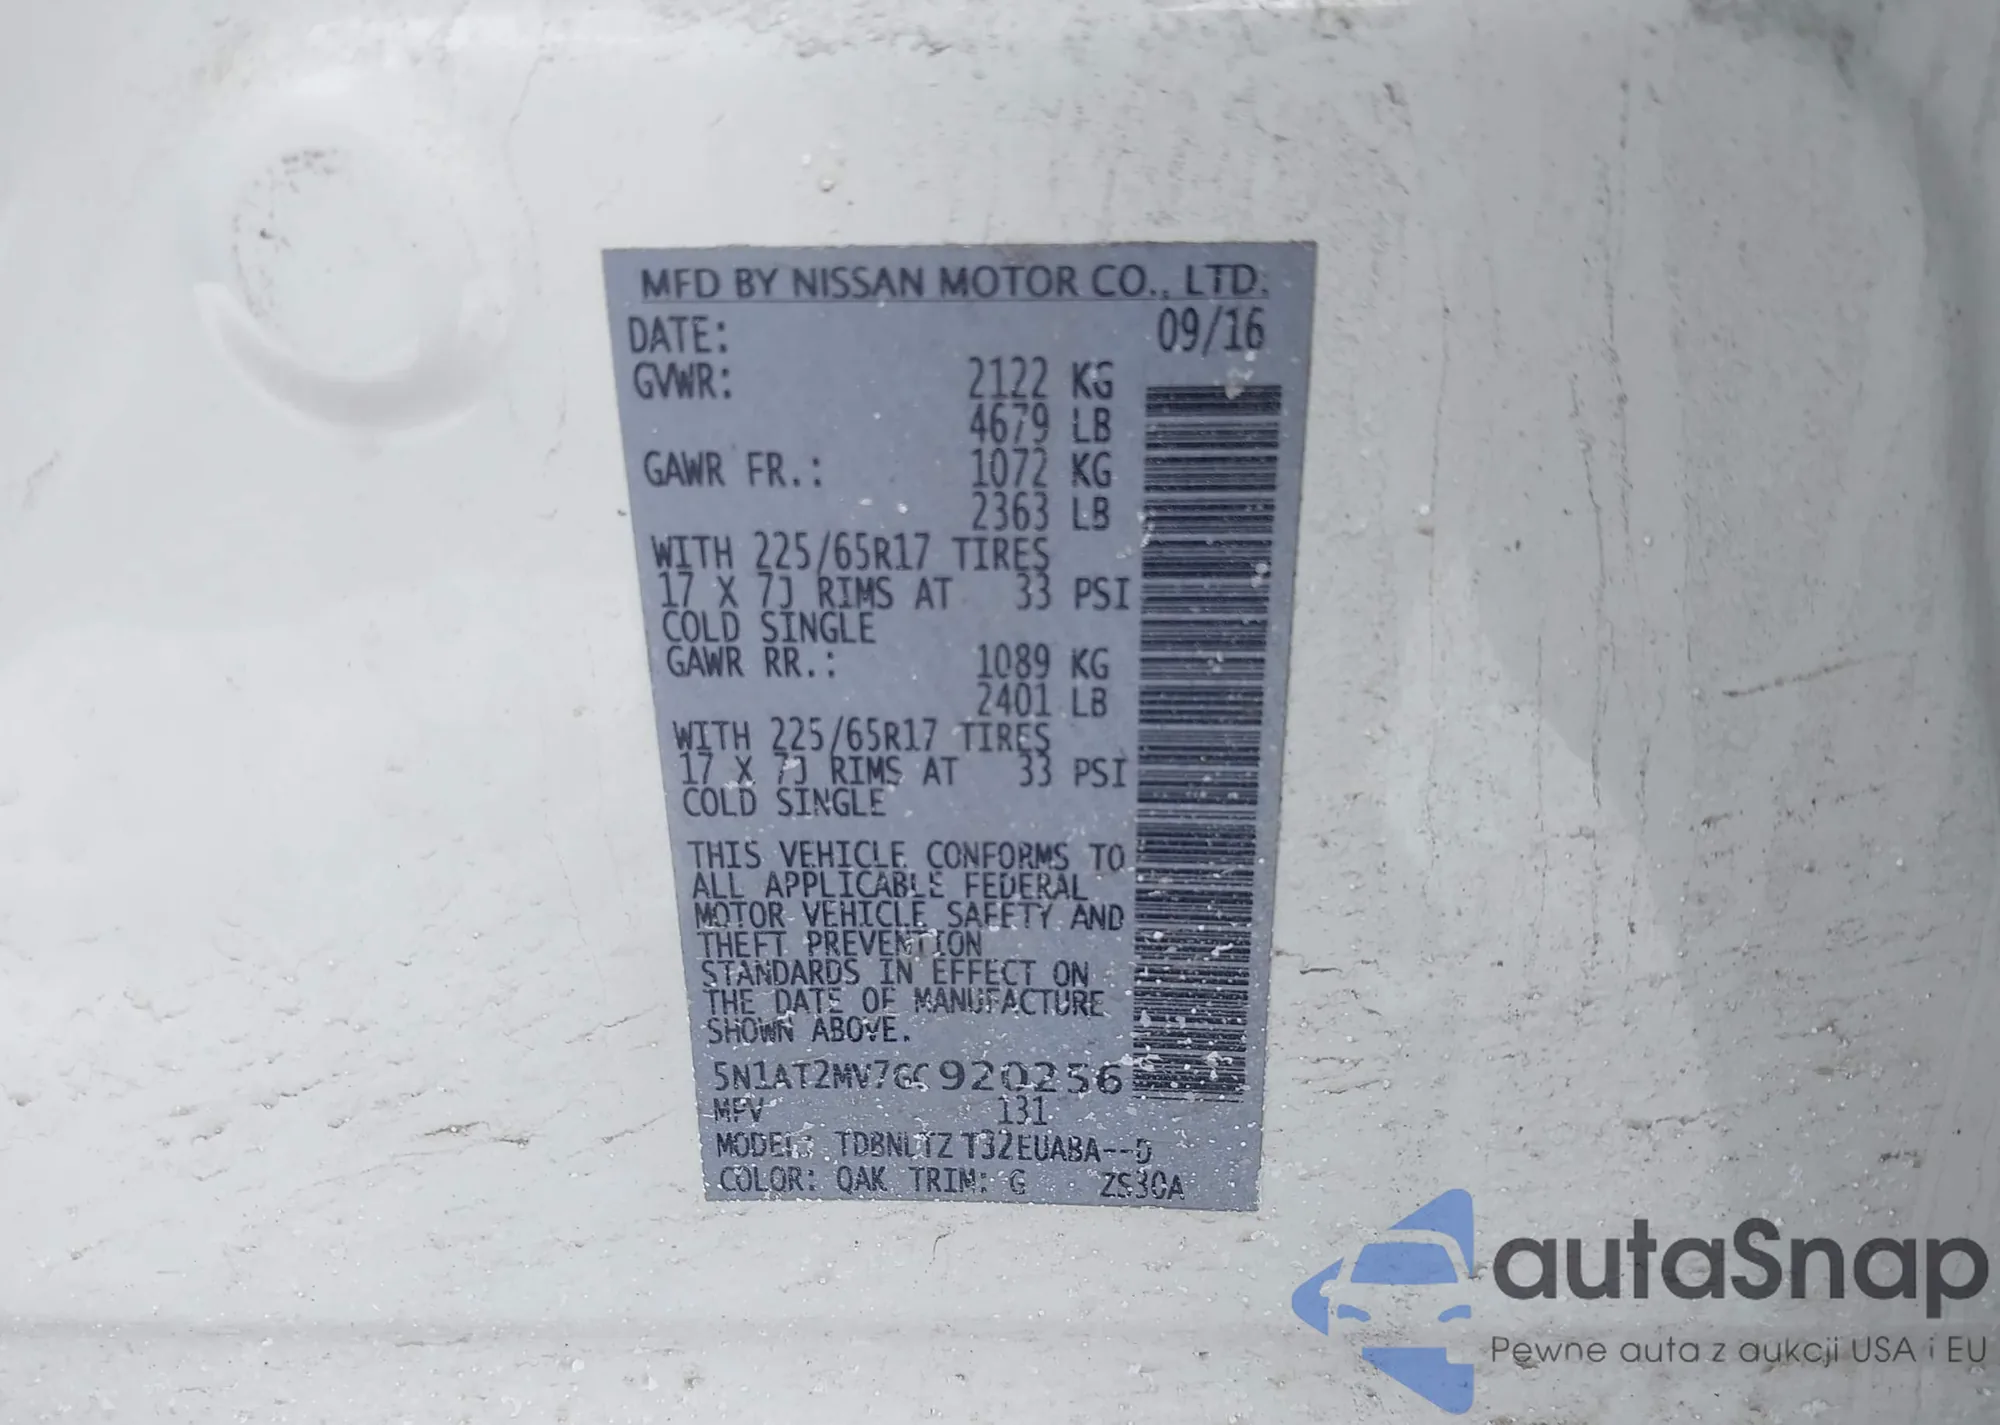 MFD BY NISSAN MOTOR CO., LTD.
DATE: 09/16
GVWR: 2122 KG
4679 LB
GAWR FR.: 1072 KG
2363 LB
WITH 225/65R17 TIRES
17 X 7J RIMS AT 33 PSI
COLD SINGLE
GAWR RR.: 1089 KG
2401 LB
WITH 225/65R17 TIRES
17 X 7J RIMS AT 33 PSI
COLD SINGLE
THIS VEHICLE CONFORMS TO
ALL APPLICABLE FEDERAL
MOTOR VEHICLE SAFETY AND
THEFT PREVENTION
STANDARDS IN EFFECT ON
THE DATE OF MANUFACTURE
SHOWN ABOVE.
5N1AT2MV7GC920256
MPV 131
MODEL: T32EUABA--D
COLOR: QAK TRIM: G ZS30A
autaSnap
Pewne auta z aukcji USA i EU